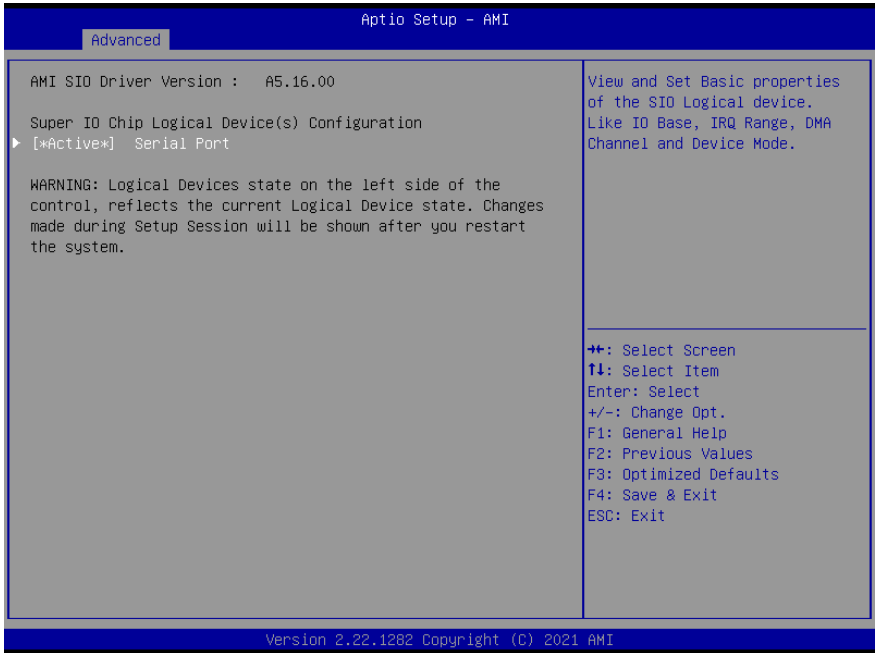 Aptio Setup – AMI
Advanced
AMI SIO Driver Version : A5.16.00
Super IO Chip Logical Device(s) Configuration
[*Active*] Serial Port
WARNING: Logical Devices state on the left side of the
control, reflects the current Logical Device state. Changes
made during Setup Session will be shown after you restart
the system.
View and Set Basic properties
of the SIO Logical device.
Like IO Base, IRQ Range, DMA
Channel and Device Mode.
→←: Select Screen
↑↓: Select Item
Enter: Select
+/-: Change Opt.
F1: General Help
F2: Previous Values
F3: Optimized Defaults
F4: Save & Exit
ESC: Exit
Version 2.22.1282 Copyright (C) 2021 AMI